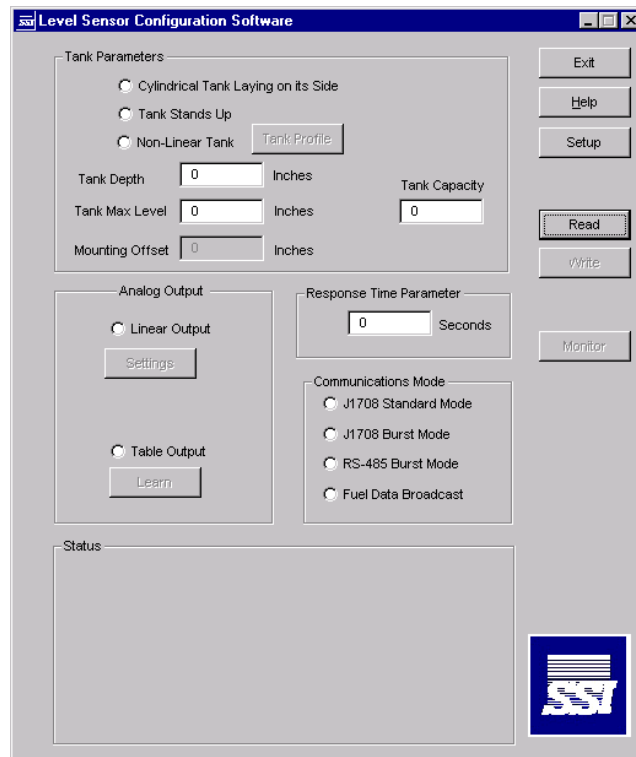 SSI Level Sensor Configuration Software
Tank Parameters
Cylindrical Tank Laying on its Side
Tank Stands Up
Non-Linear Tank
Tank Profile
Tank Depth 0 Inches
Tank Max Level 0 Inches
Mounting Offset 0 Inches
Tank Capacity
0
Exit
Help
Setup
Read
Write
Monitor
Analog Output
Linear Output
Settings
Table Output
Learn
Response Time Parameter
0 Seconds
Communications Mode
J1708 Standard Mode
J1708 Burst Mode
RS-485 Burst Mode
Fuel Data Broadcast
Status
SSI